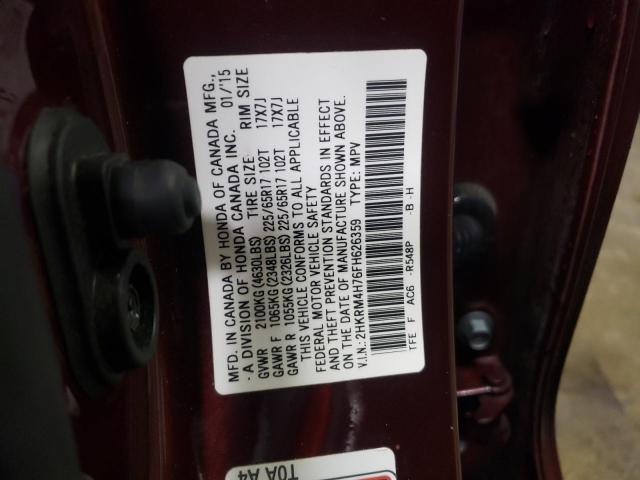 MFD. IN CANADA BY HONDA OF CANADA MFG.,
- A DIVISION OF HONDA CANADA INC. 01/'15
TIRE SIZE RIM SIZE
GVWR 2100KG(4630LBS)
GAWR F 1065KG(2348LBS) 225/65R17 102T 17X7J
GAWR R 1055KG(2326LBS) 225/65R17 102T 17X7J
THIS VEHICLE CONFORMS TO ALL APPLICABLE
FEDERAL MOTOR VEHICLE SAFETY
AND THEFT PREVENTION STANDARDS IN EFFECT
ON THE DATE OF MANUFACTURE SHOWN ABOVE.
V.I.N.: 2HKRM4H76FH626359 TYPE: MPV
TFE F AC6 -R548P -B -H
T0A A4